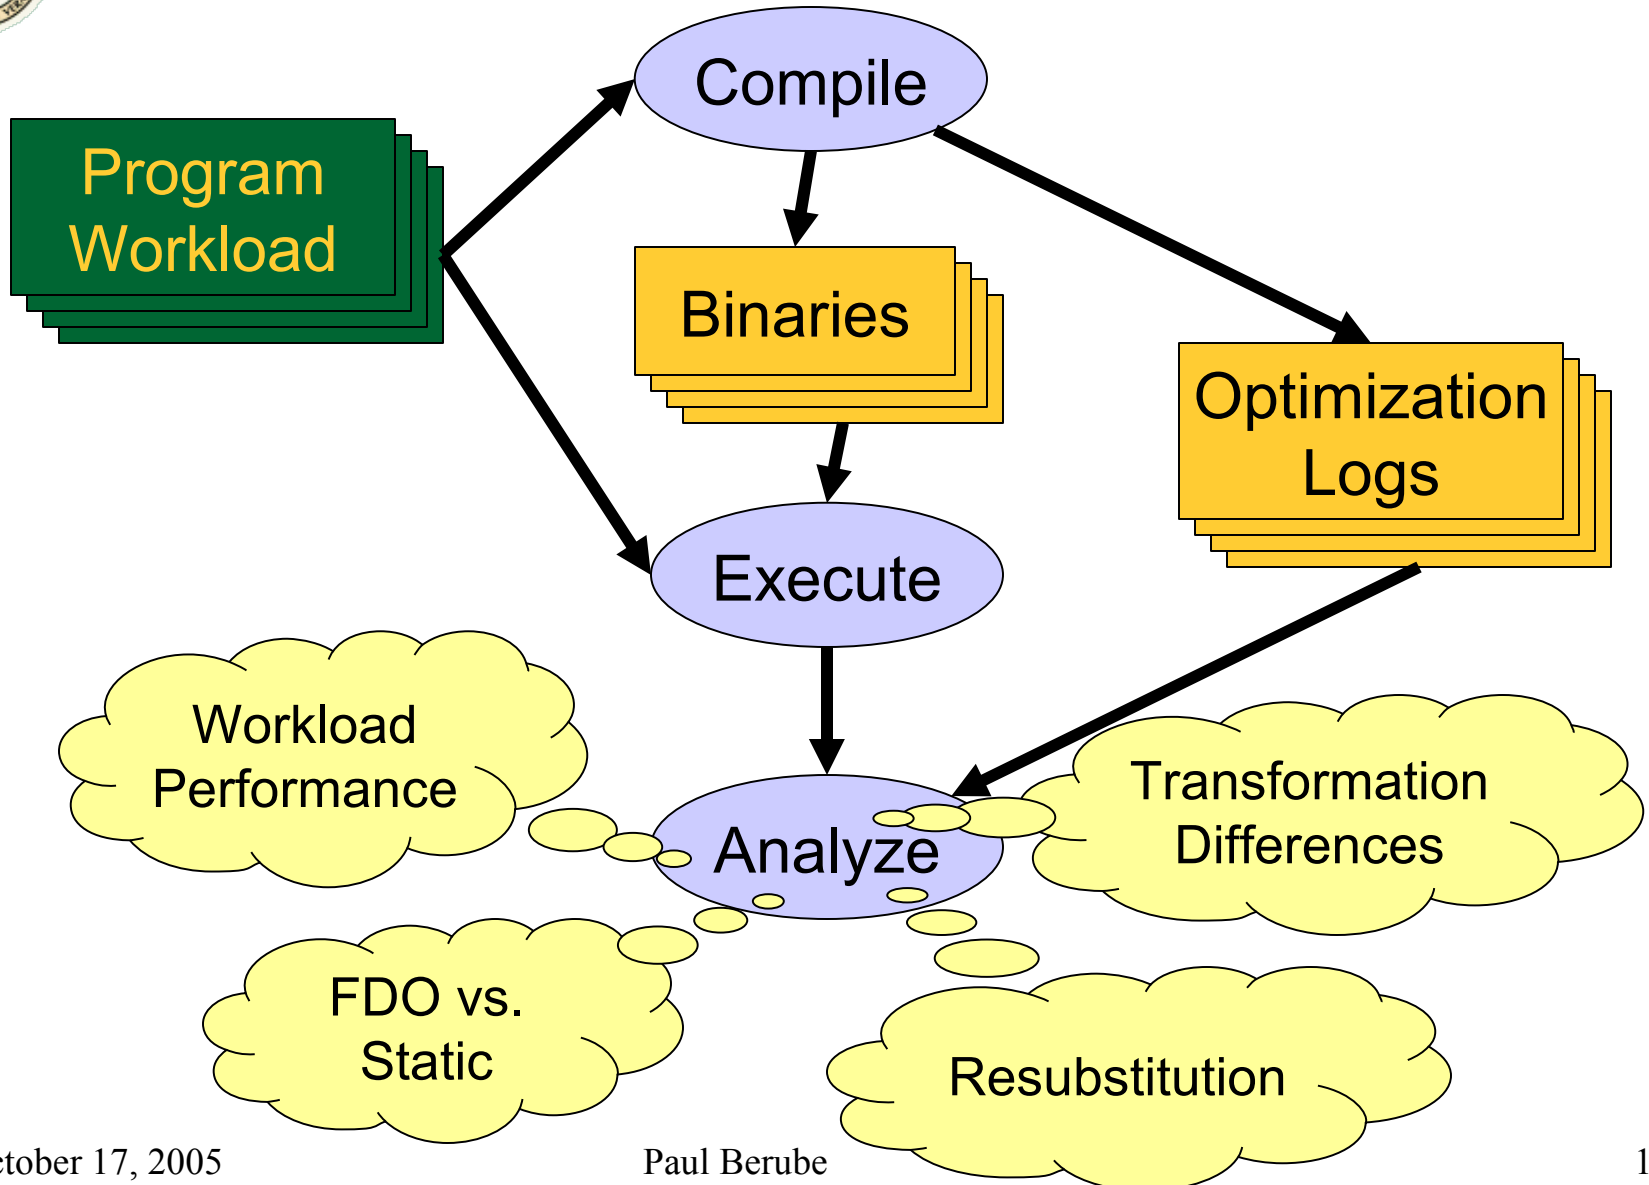 Compile
Program
Workload
Binaries
Optimization
Logs
Execute
Workload
Performance
Transformation
Differences
Analyze
FDO vs.
Static
Resubstitution
17, 2005
Paul Berube
1